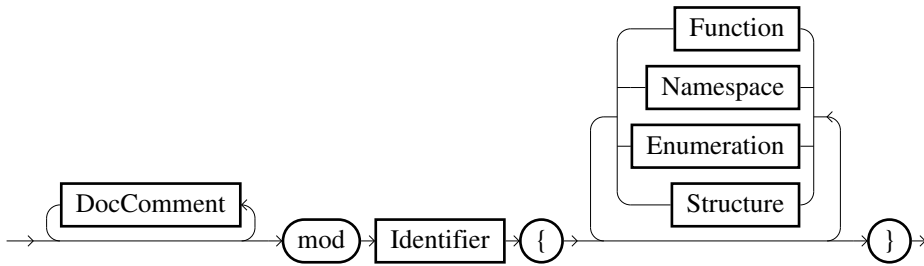 Function
Namespace
Enumeration
DocComment
Structure
mod Identifier { }